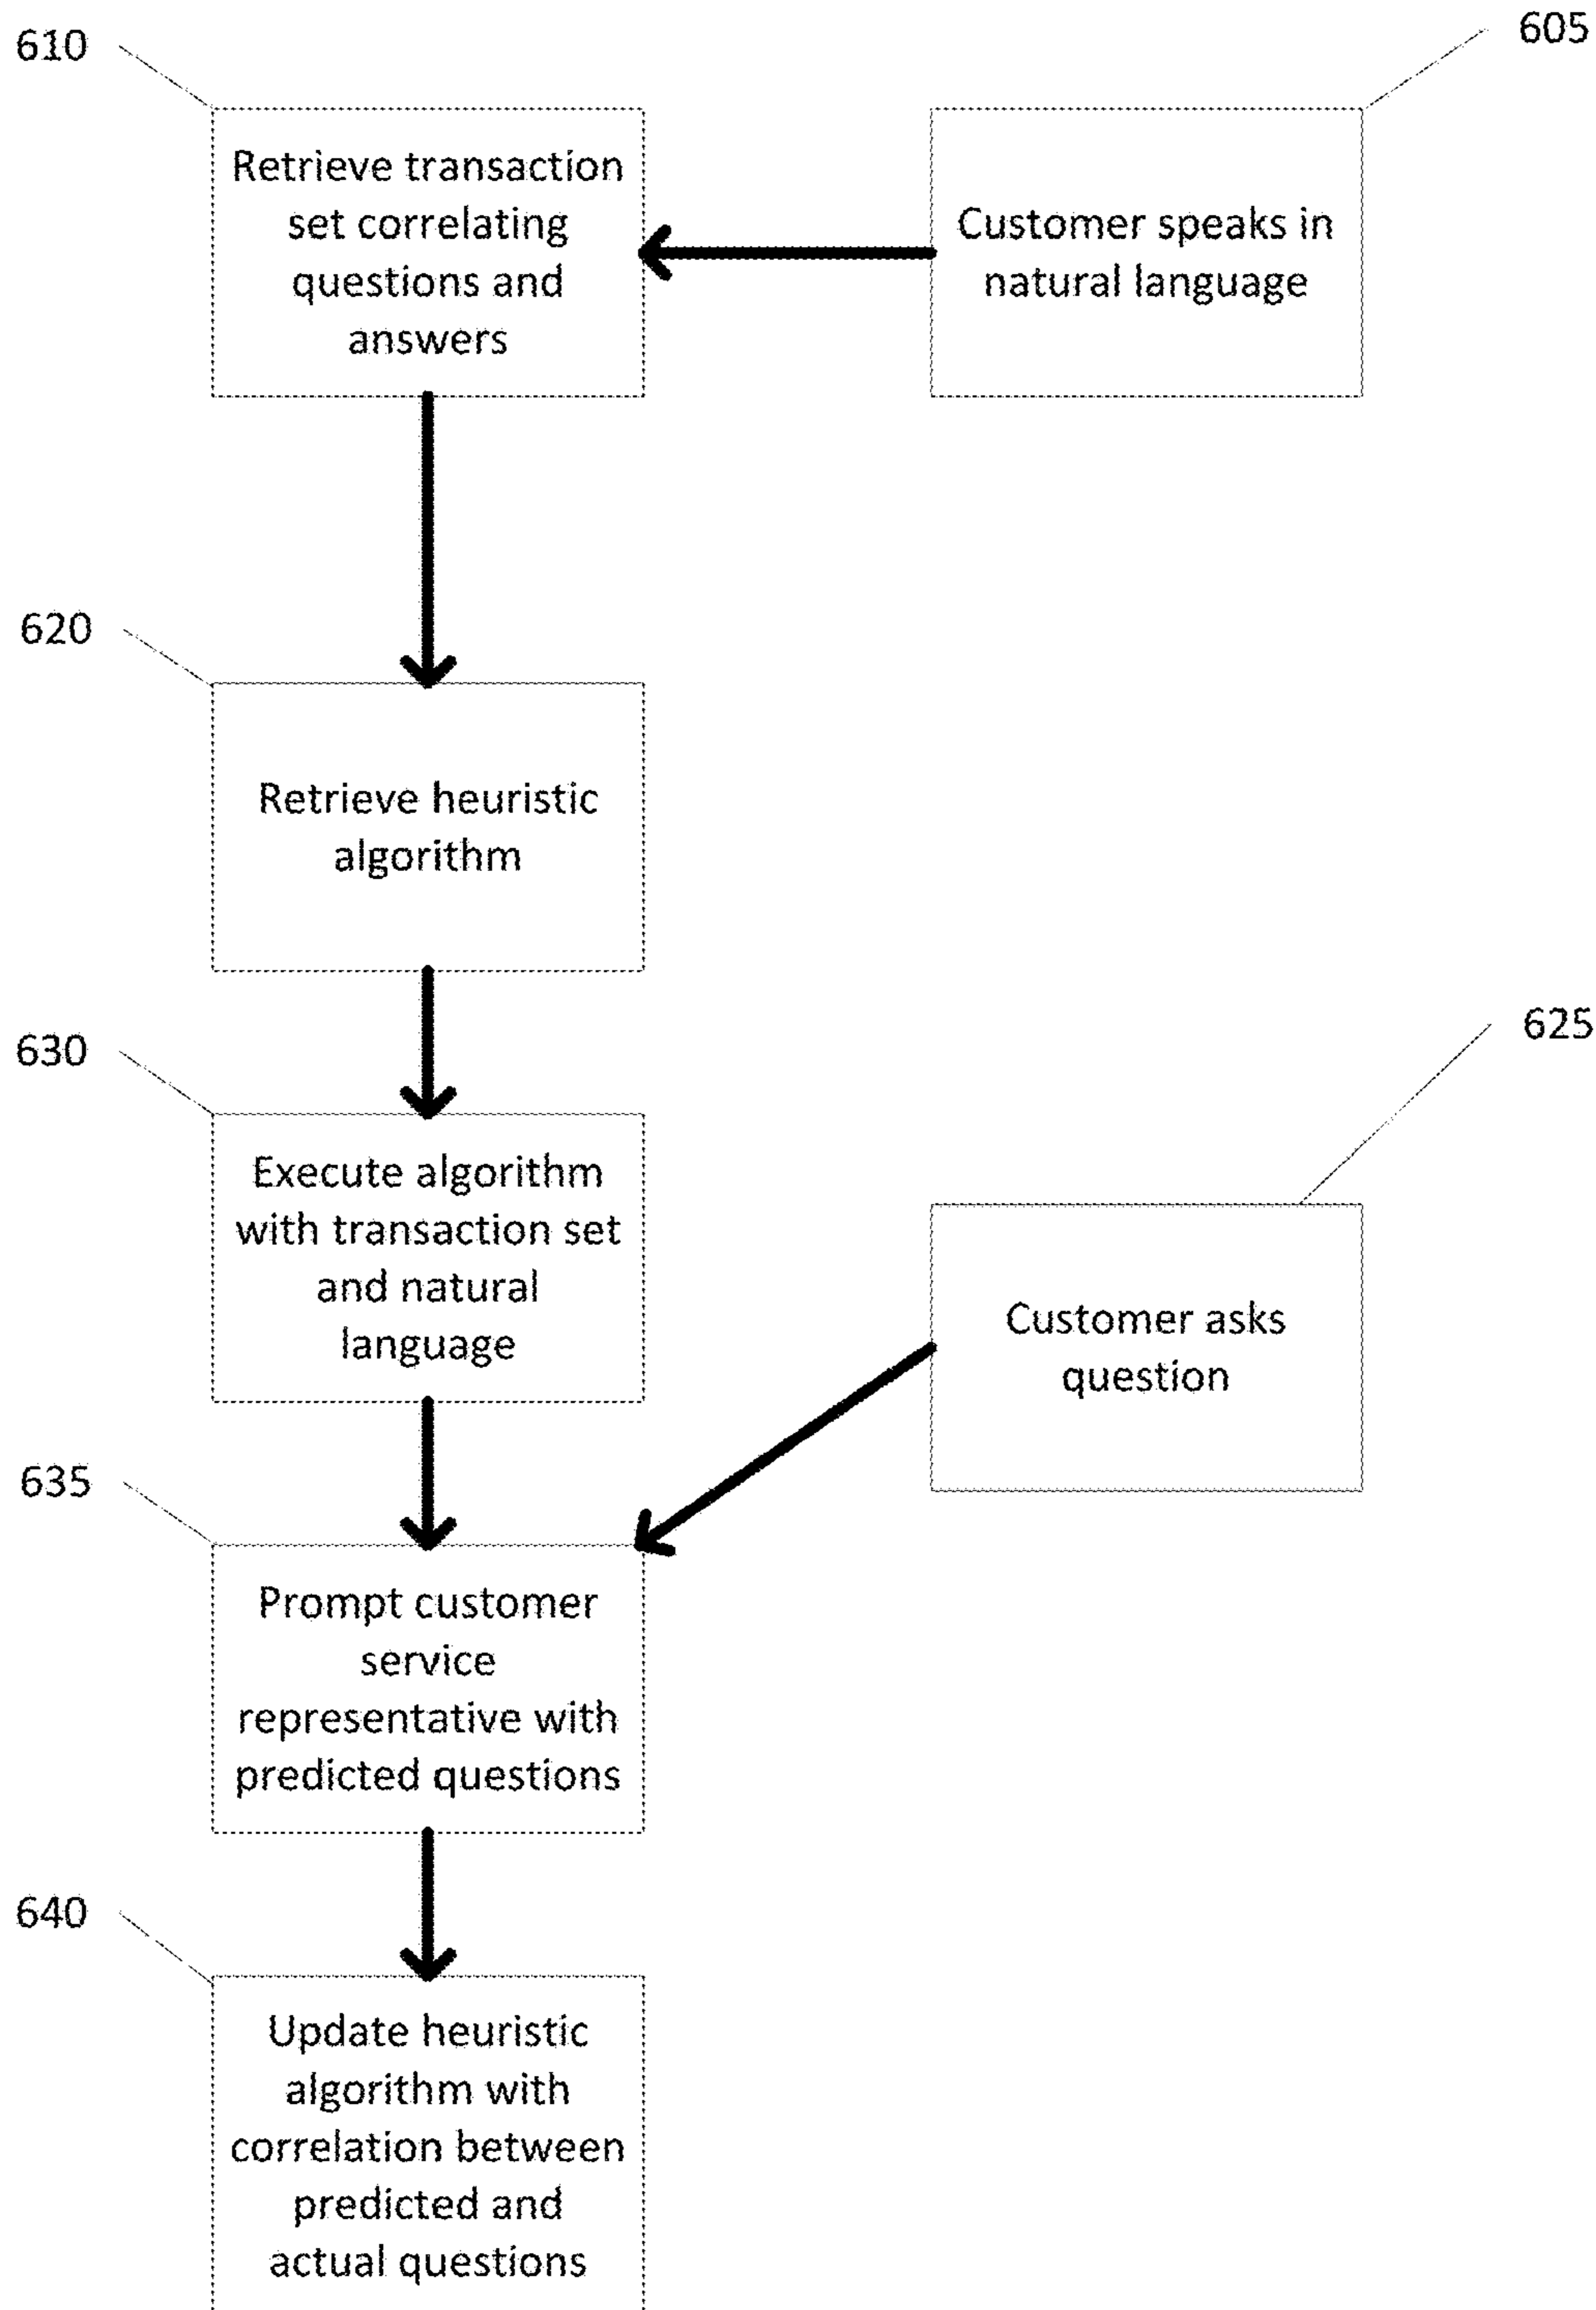 610
605
Retrieve transaction
set correlating
questions and
answers
Customer speaks in
natural language
620
Retrieve heuristic
algorithm
625
630
Execute algorithm
with transaction set
and natural
language
Customer asks
question
635
Prompt customer
service
representative with
predicted questions
640
Update heuristic
algorithm with
correlation between
predicted and
actual questions